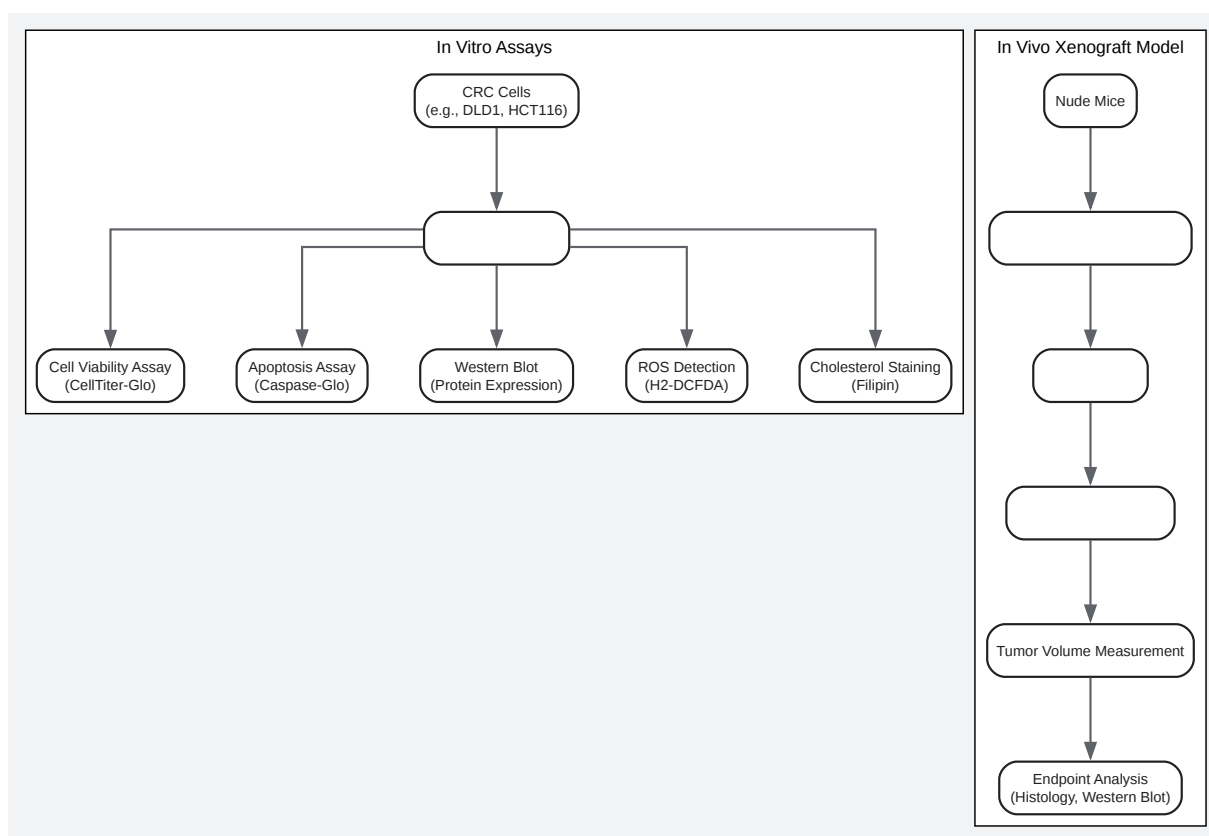 In Vitro Assays
CRC Cells
(e.g., DLD1, HCT116)
Cell Viability Assay
(CellTiter-Glo)
Apoptosis Assay
(Caspase-Glo)
Western Blot
(Protein Expression)
ROS Detection
(H2-DCFDA)
Cholesterol Staining
(Filipin)
In Vivo Xenograft Model
Nude Mice
Tumor Volume Measurement
Endpoint Analysis
(Histology, Western Blot)